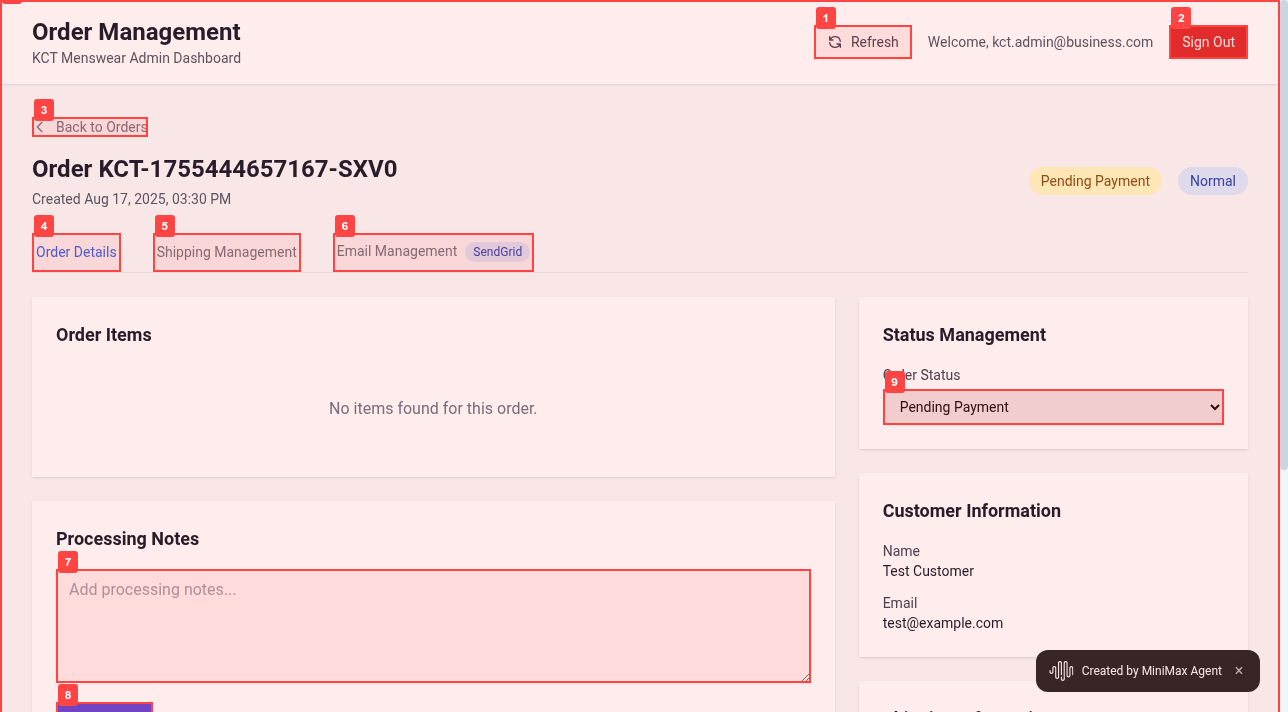 Order Management
KCT Menswear Admin Dashboard
1
Refresh
Welcome, kct.admin@business.com
2
Sign Out
3
Back to Orders
Order KCT-1755444657167-SXV0
Created Aug 17, 2025, 03:30 PM
Pending Payment
Normal
4
Order Details
5
Shipping Management
6
Email Management
SendGrid
Order Items
No items found for this order.
Status Management
9
Order Status
Pending Payment
Processing Notes
7
Add processing notes...
8
Customer Information
Name
Test Customer
Email
test@example.com
Created by MiniMax Agent ×